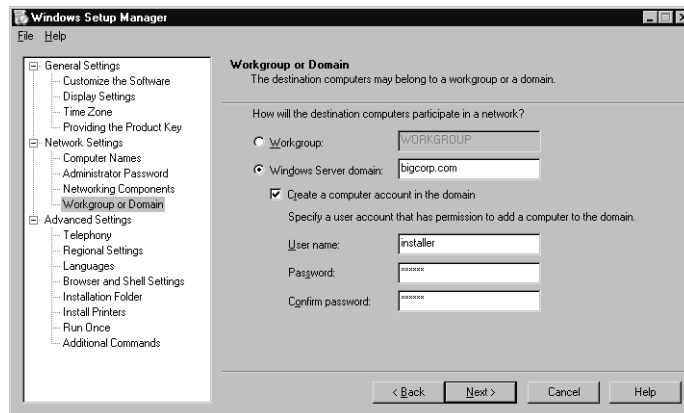 Windows Setup Manager
File Help
General Settings
Customize the Software
Display Settings
Time Zone
Providing the Product Key
Network Settings
Computer Names
Administrator Password
Networking Components
Workgroup or Domain
Advanced Settings
Telephony
Regional Settings
Languages
Browser and Shell Settings
Installation Folder
Install Printers
Run Once
Additional Commands
Workgroup or Domain
The destination computers may belong to a workgroup or a domain.
How will the destination computers participate in a network?
Workgroup: WORKGROUP
Windows Server domain: bigcorp.com
Create a computer account in the domain
Specify a user account that has permission to add a computer to the domain.
User name: installer
Password: ******
Confirm password: ******
< Back Next > Cancel Help